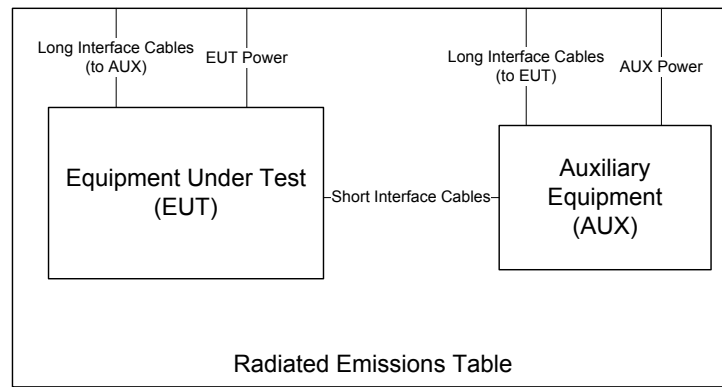 Long Interface Cables
(to AUX)
EUT Power
Long Interface Cables
(to EUT)
AUX Power
Equipment Under Test
(EUT)
Short Interface Cables
Auxiliary
Equipment
(AUX)
Radiated Emissions Table